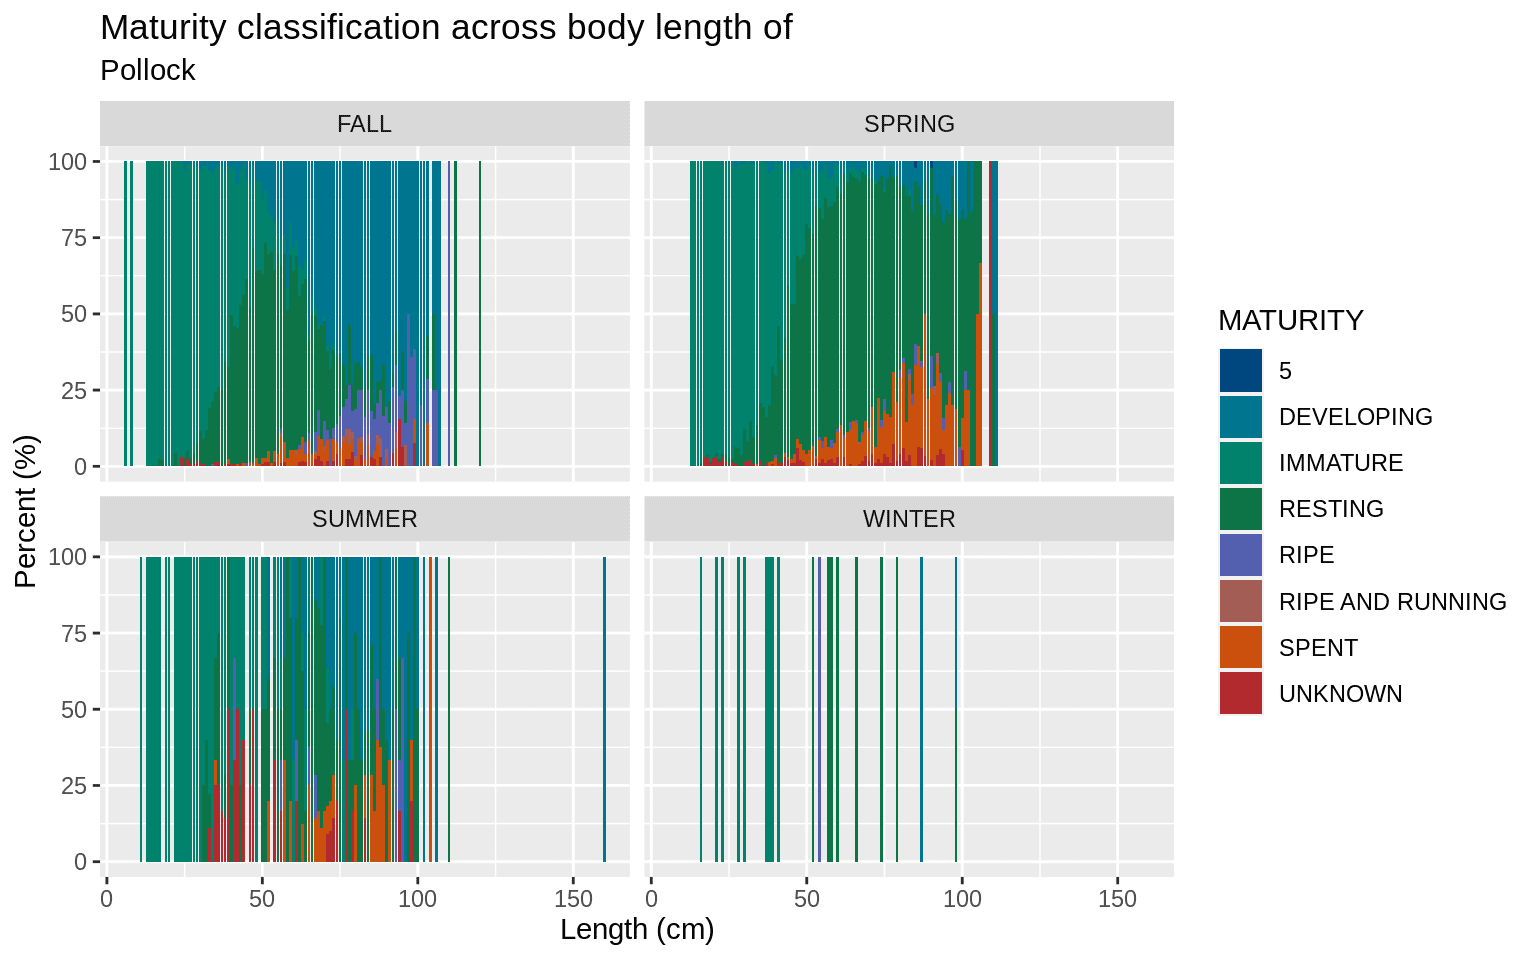 Maturity classification across body length of
Pollock
FALL
SPRING
100
75
50
25
0
SUMMER
WINTER
100
75
50
25
0
0
50
100
150
0
50
100
150
Percent (%)
Length (cm)
MATURITY
5
DEVELOPING
IMMATURE
RESTING
RIPE
RIPE AND RUNNING
SPENT
UNKNOWN